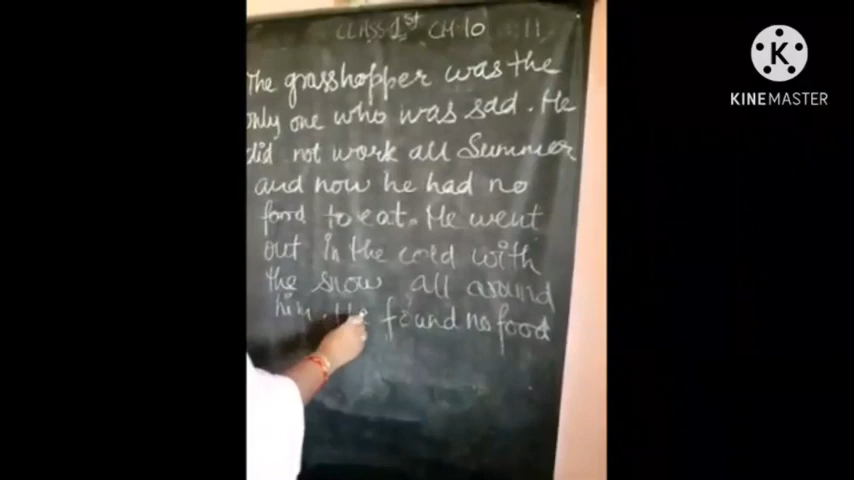 CLASS-1st CH-10 11
The grasshopper was the
only one who was sad. He
did not work all Summer
and now he had no
food to eat. He went
out in the cold with
the snow all around
him. He found no food
K
KINEMASTER